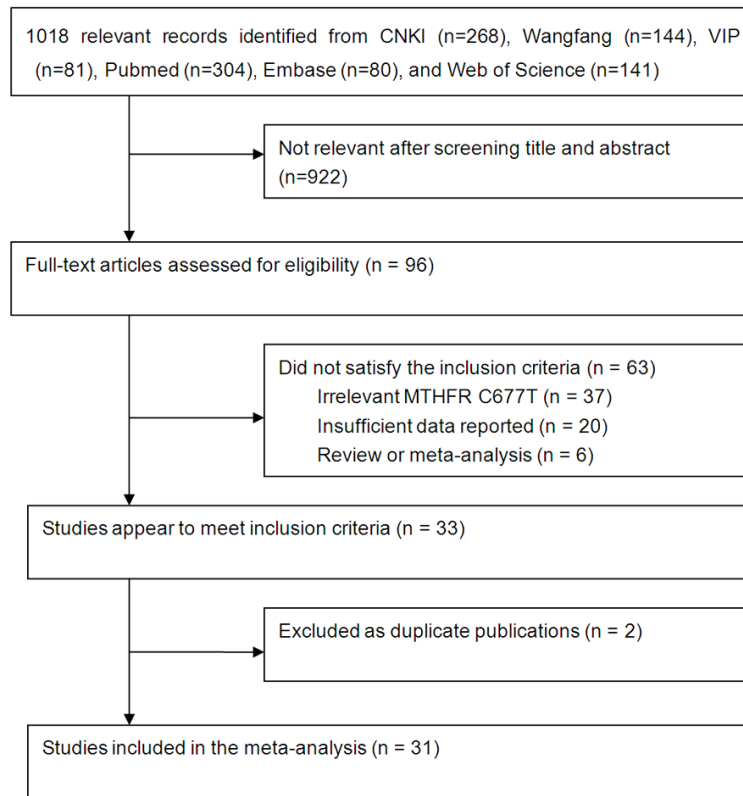 1018 relevant records identified from CNKI (n=268), Wangfang (n=144), VIP
(n=81), Pubmed (n=304), Embase (n=80), and Web of Science (n=141)
Not relevant after screening title and abstract
(n=922)
Full-text articles assessed for eligibility (n = 96)
Did not satisfy the inclusion criteria (n = 63)
Irrelevant MTHFR C677T (n = 37)
Insufficient data reported (n = 20)
Review or meta-analysis (n = 6)
Studies appear to meet inclusion criteria (n = 33)
Excluded as duplicate publications (n = 2)
Studies included in the meta-analysis (n = 31)